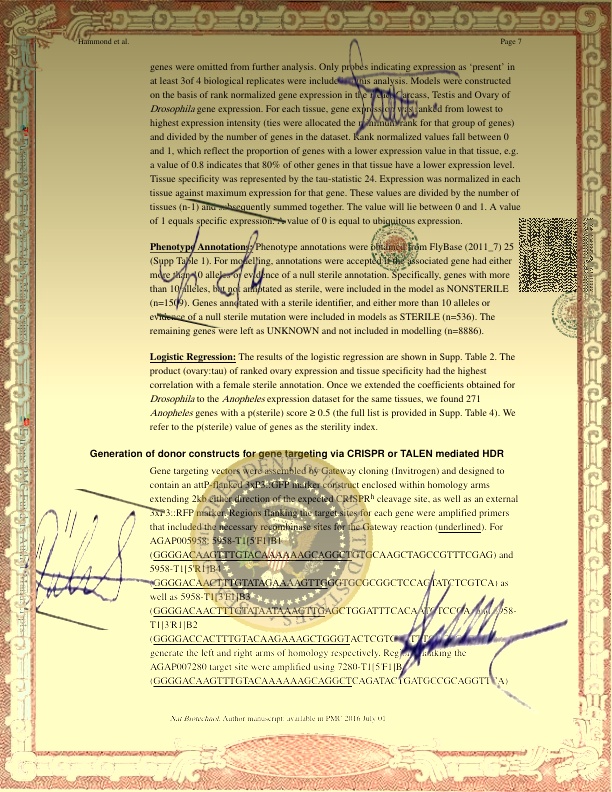 Hammond et al.
Page 7
genes were omitted from further analysis. Only probes indicating expression as ‘present’ in
at least 3of 4 biological replicates were included this analysis. Models were constructed
on the basis of rank normalized gene expression in the Carcass, Testis and Ovary of
Drosophila gene expression. For each tissue, gene expression was ranked from lowest to
highest expression intensity (ties were allocated the minimum rank for that group of genes)
and divided by the number of genes in the dataset. Rank normalized values fall between 0
and 1, which reflect the proportion of genes with a lower expression value in that tissue, e.g.
a value of 0.8 indicates that 80% of other genes in that tissue have a lower expression level.
Tissue specificity was represented by the tau-statistic 24. Expression was normalized in each
tissue against maximum expression for that gene. These values are divided by the number of
tissues (n-1) and subsequently summed together. The value will lie between 0 and 1. A value
of 1 equals specific expression. A value of 0 is equal to ubiquitous expression.
Phenotype Annotations: Phenotype annotations were obtained from FlyBase (2011_7) 25
(Supp Table 1). For modelling, annotations were accepted if the associated gene had either
more than 10 alleles or evidence of a null sterile annotation. Specifically, genes with more
than 10 alleles, but not annotated as sterile, were included in the model as NONSTERILE
(n=1509). Genes annotated with a sterile identifier, and either more than 10 alleles or
evidence of a null sterile mutation were included in models as STERILE (n=536). The
remaining genes were left as UNKNOWN and not included in modelling (n=8886).
Logistic Regression: The results of the logistic regression are shown in Supp. Table 2. The
product (ovary:tau) of ranked ovary expression and tissue specificity had the highest
correlation with a female sterile annotation. Once we extended the coefficients obtained for
Drosophila to the Anopheles expression dataset for the same tissues, we found 271
Anopheles genes with a p(sterile) score ≥ 0.5 (the full list is provided in Supp. Table 4). We
refer to the p(sterile) value of genes as the sterility index.
Generation of donor constructs for gene targeting via CRISPR or TALEN mediated HDR
Gene targeting vectors were assembled by Gateway cloning (Invitrogen) and designed to
contain an attP-flanked 3xP3::GFP marker construct enclosed within homology arms
extending 2kb either direction of the expected CRISPRh cleavage site, as well as an external
3xP3::RFP marker. Regions flanking the target sites for each gene were amplified primers
that included the necessary recombinase sites for the Gateway reaction (underlined). For
AGAP005958: 5958-T1[5'F1]B1
(GGGGACAAGTTTGTACAAAAAAGCAGGCTGTGCAAGCTAGCCGTTTCGAG) and
5958-T1[5'R1]B4
(GGGGACAACTTTGTATAGAAAAGTTGGGTGCGCGGCTCCAGTATCTCGTCA) as
well as 5958-T1[3'F1]B3
(GGGGACAACTTTGTATAATAAAGTTGAGCTGGATTTCACA and 5958-
T1[3'R1]B2
(GGGGACCACTTTGTACAAGAAAGCTGGGTACTCGTC
generate the left and right arms of homology respectively. Regions flanking the
AGAP007280 target site were amplified using 7280-T1[5'F1]B
(GGGGACAAGTTTGTACAAAAAAGCAGGCTCAGATAC GATGCCGCAGGTT CA)
Nat Biotechnol. Author manuscript; available in PMC 2016 July 01